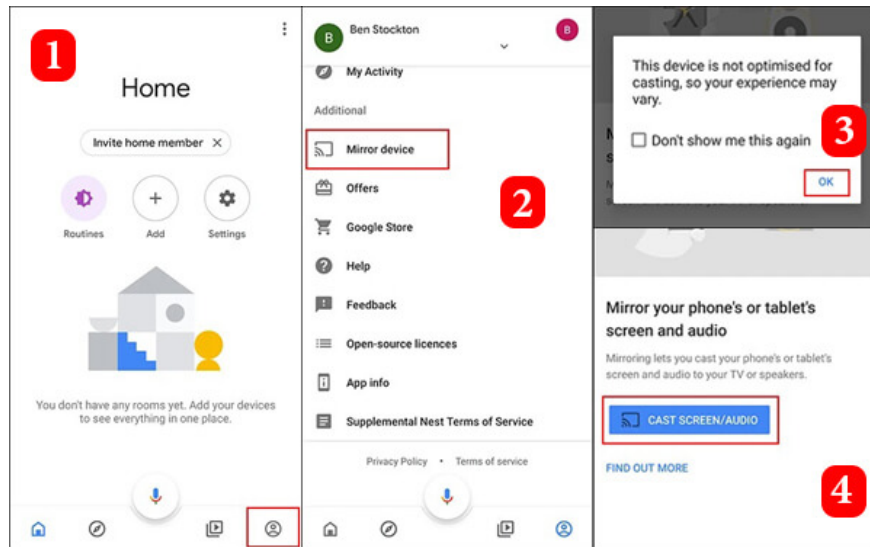 1
Home
Invite home member X
Routines
Add
Settings
You don't have any rooms yet. Add your devices
to see everything in one place.
B
Ben Stockton
B
My Activity
Additional
Mirror device
2
Offers
Google Store
Help
Feedback
Open-source licences
App info
Supplemental Nest Terms of Service
Privacy Policy • Terms of service
This device is not optimised for
casting, so your experience may
vary.
Don't show me this again
3
OK
Mirror your phone's or tablet's
screen and audio
Mirroring lets you cast your phone's or tablet's
screen and audio to your TV or speakers.
CAST SCREEN/AUDIO
FIND OUT MORE
4